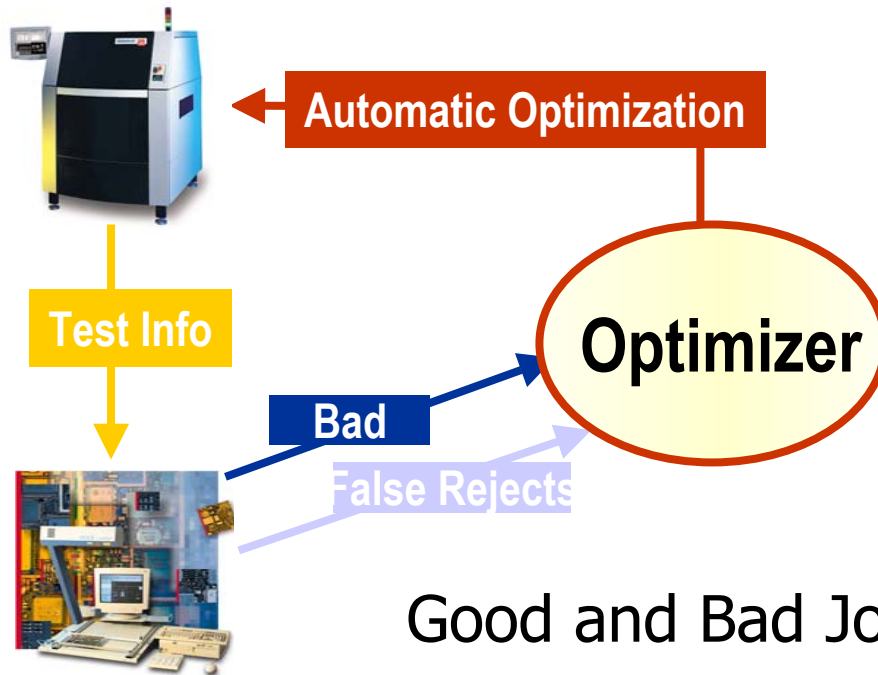 Automatic Optimization
Test Info
Optimizer
Bad
False Rejects
Good and Bad Jo